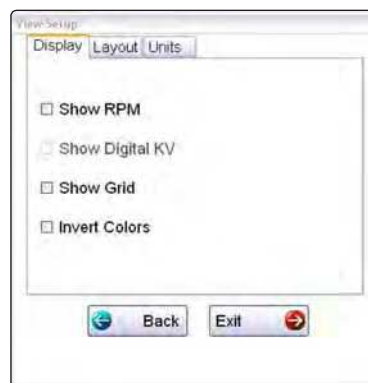 View Setup
Display Layout Units
Show RPM
Show Digital KV
Show Grid
Invert Colors
Back Exit